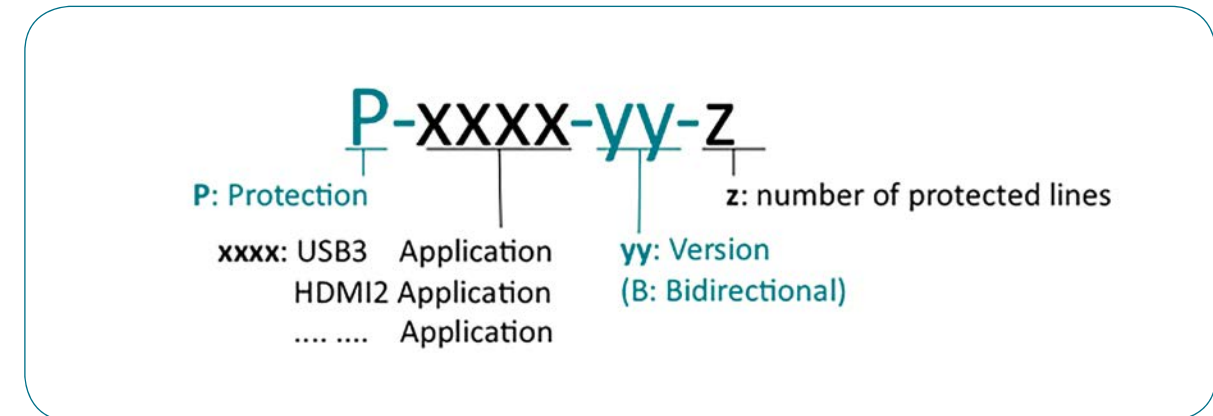 P-xxxx-yy-z
P: Protection
z: number of protected lines
xxxx: USB3 Application
HDMI2 Application
.... .... Application
yy: Version
(B: Bidirectional)